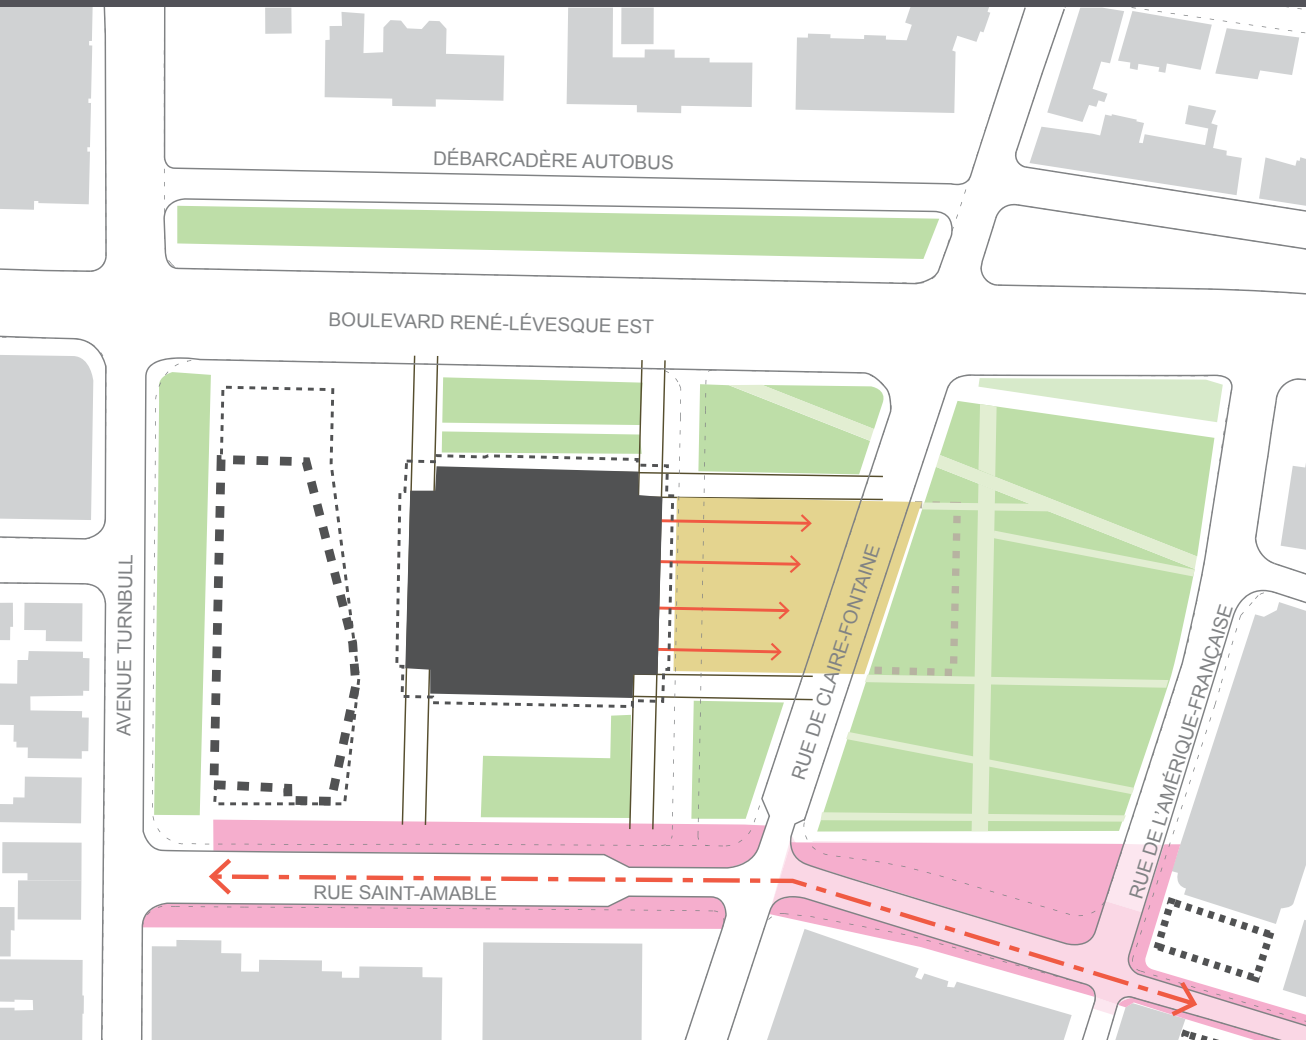 DÉBARCADÈRE AUTOBUS
BOULEVARD RENÉ-LÉVESQUE EST
AVENUE TURNBULL
RUE DE CLAIRE-FONTAINE
RUE DE L'AMÉRIQUE-FRANÇAISE
RUE SAINT-AMABLE